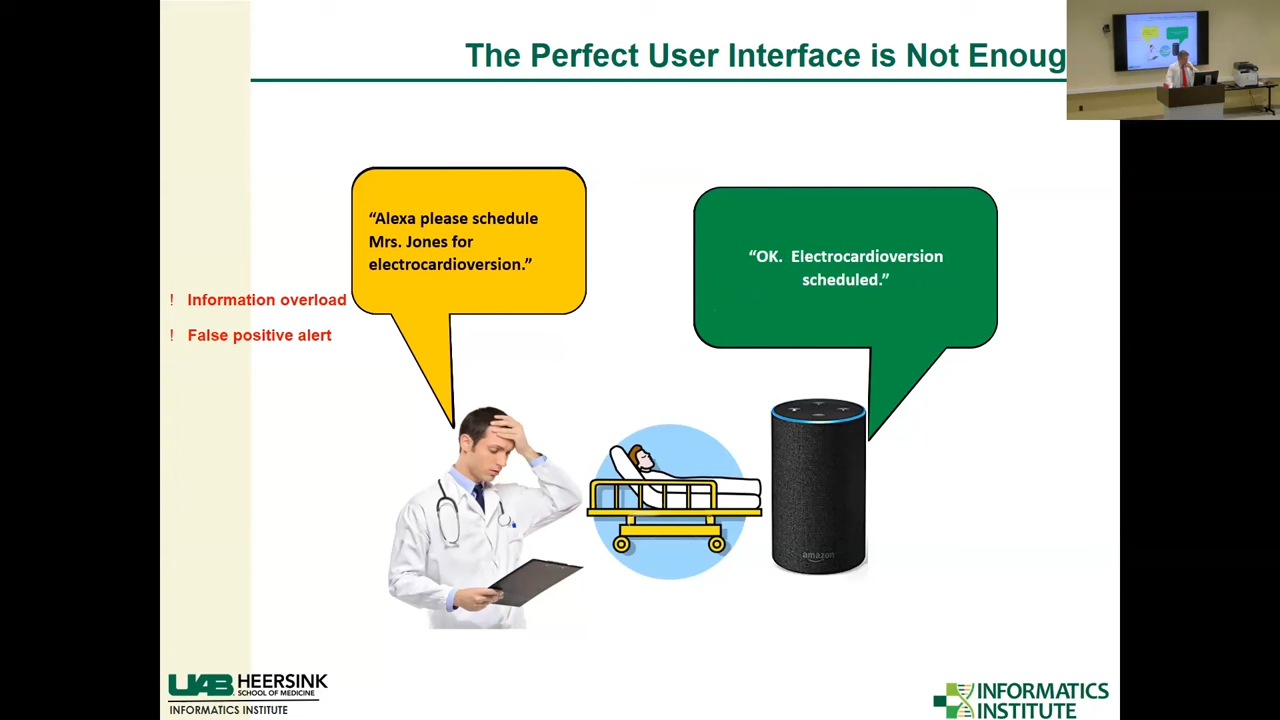 The Perfect User Interface is Not Enoug
“Alexa please schedule
Mrs. Jones for
electrocardioversion.”
“OK. Electrocardioversion
scheduled.”
! Information overload
! False positive alert
amazon
UAB HEERSINK
SCHOOL OF MEDICINE
INFORMATICS INSTITUTE
INFORMATICS
INSTITUTE